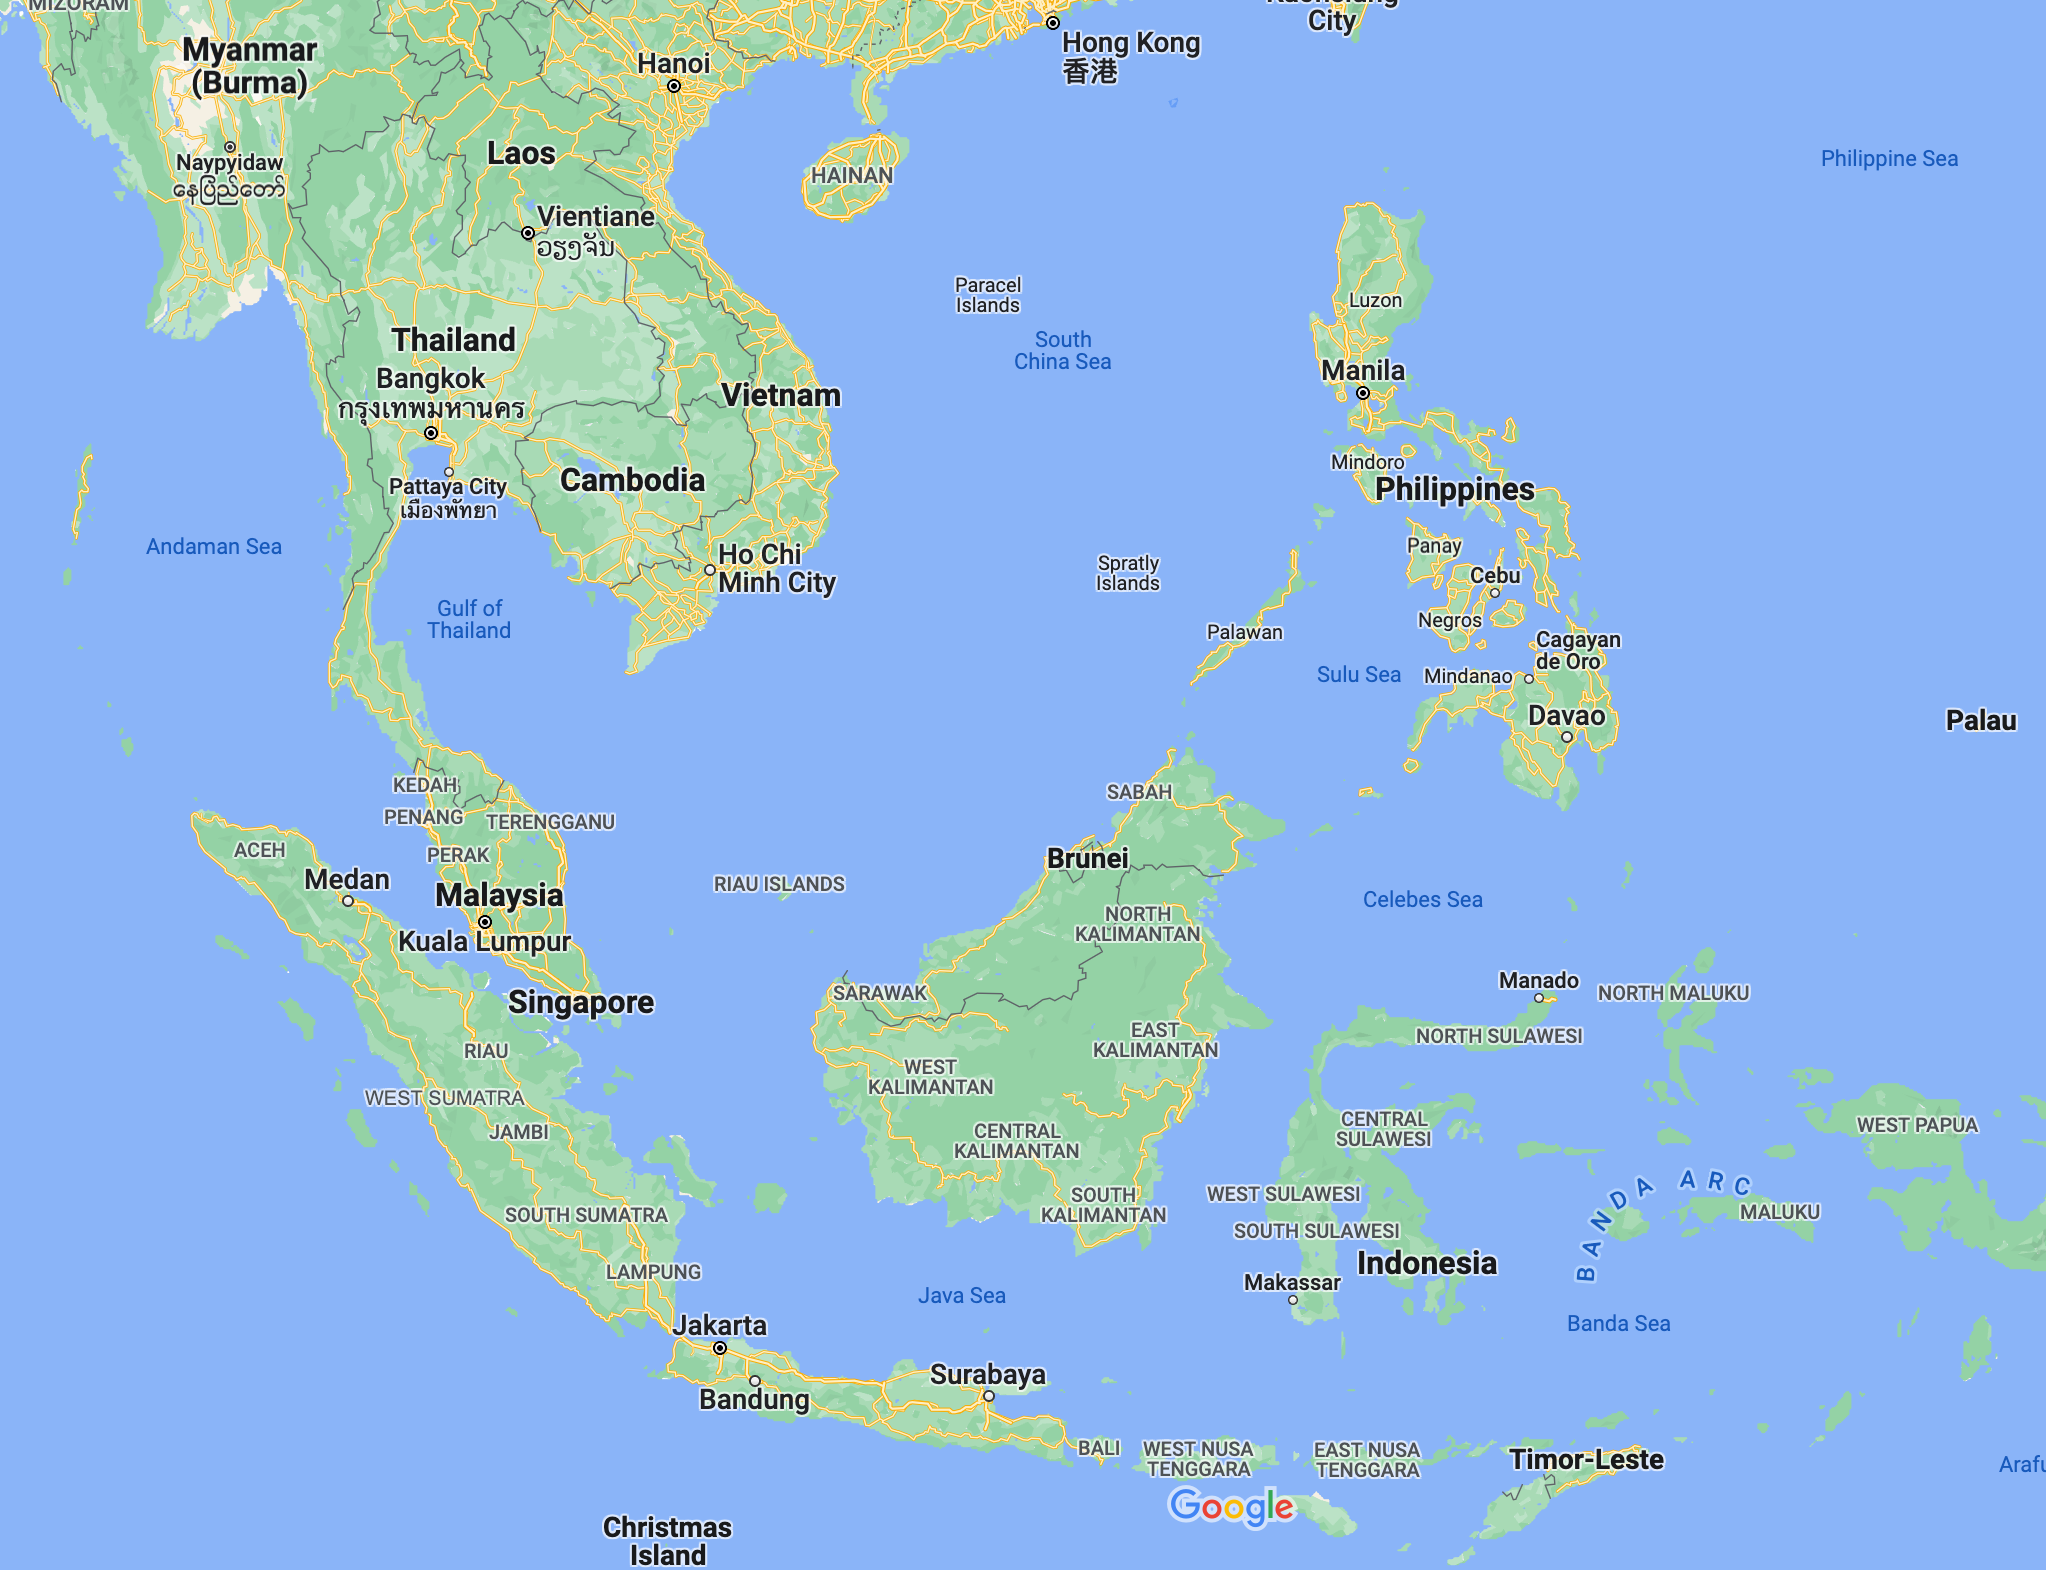 MIZORAM
Kaohsiung
City
Myanmar
(Burma)
Hanoi
Hong Kong
香港
Naypyidaw
နေပြည်တော်
Laos
HAINAN
Philippine Sea
Vientiane
ວຽງຈັນ
Paracel
Islands
Luzon
South
China Sea
Thailand
Bangkok
กรุงเทพมหานคร
Vietnam
Manila
Mindoro
Philippines
Cambodia
Pattaya City
เมืองพัทยา
Andaman Sea
Ho Chi
Minh City
Spratly
Islands
Panay
Cebu
Gulf of
Thailand
Negros
Palawan
Cagayan
de Oro
Sulu Sea
Mindanao
Davao
Palau
KEDAH
PENANG
TERENGGANU
SABAH
ACEH
PERAK
Brunei
Medan
Malaysia
RIAU ISLANDS
Celebes Sea
Kuala Lumpur
NORTH
KALIMANTAN
Singapore
SARAWAK
Manado
NORTH MALUKU
NORTH SULAWESI
RIAU
EAST
KALIMANTAN
WEST
KALIMANTAN
WEST SUMATRA
JAMBI
CENTRAL
KALIMANTAN
CENTRAL
SULAWESI
WEST PAPUA
BANDA ARC
SOUTH SUMATRA
SOUTH
KALIMANTAN
WEST SULAWESI
SOUTH SULAWESI
MALUKU
LAMPUNG
Indonesia
Makassar
Java Sea
Banda Sea
Jakarta
Surabaya
Bandung
BALI
WEST NUSA
TENGGARA
EAST NUSA
TENGGARA
Timor-Leste
Arafu
Google
Christmas
Island